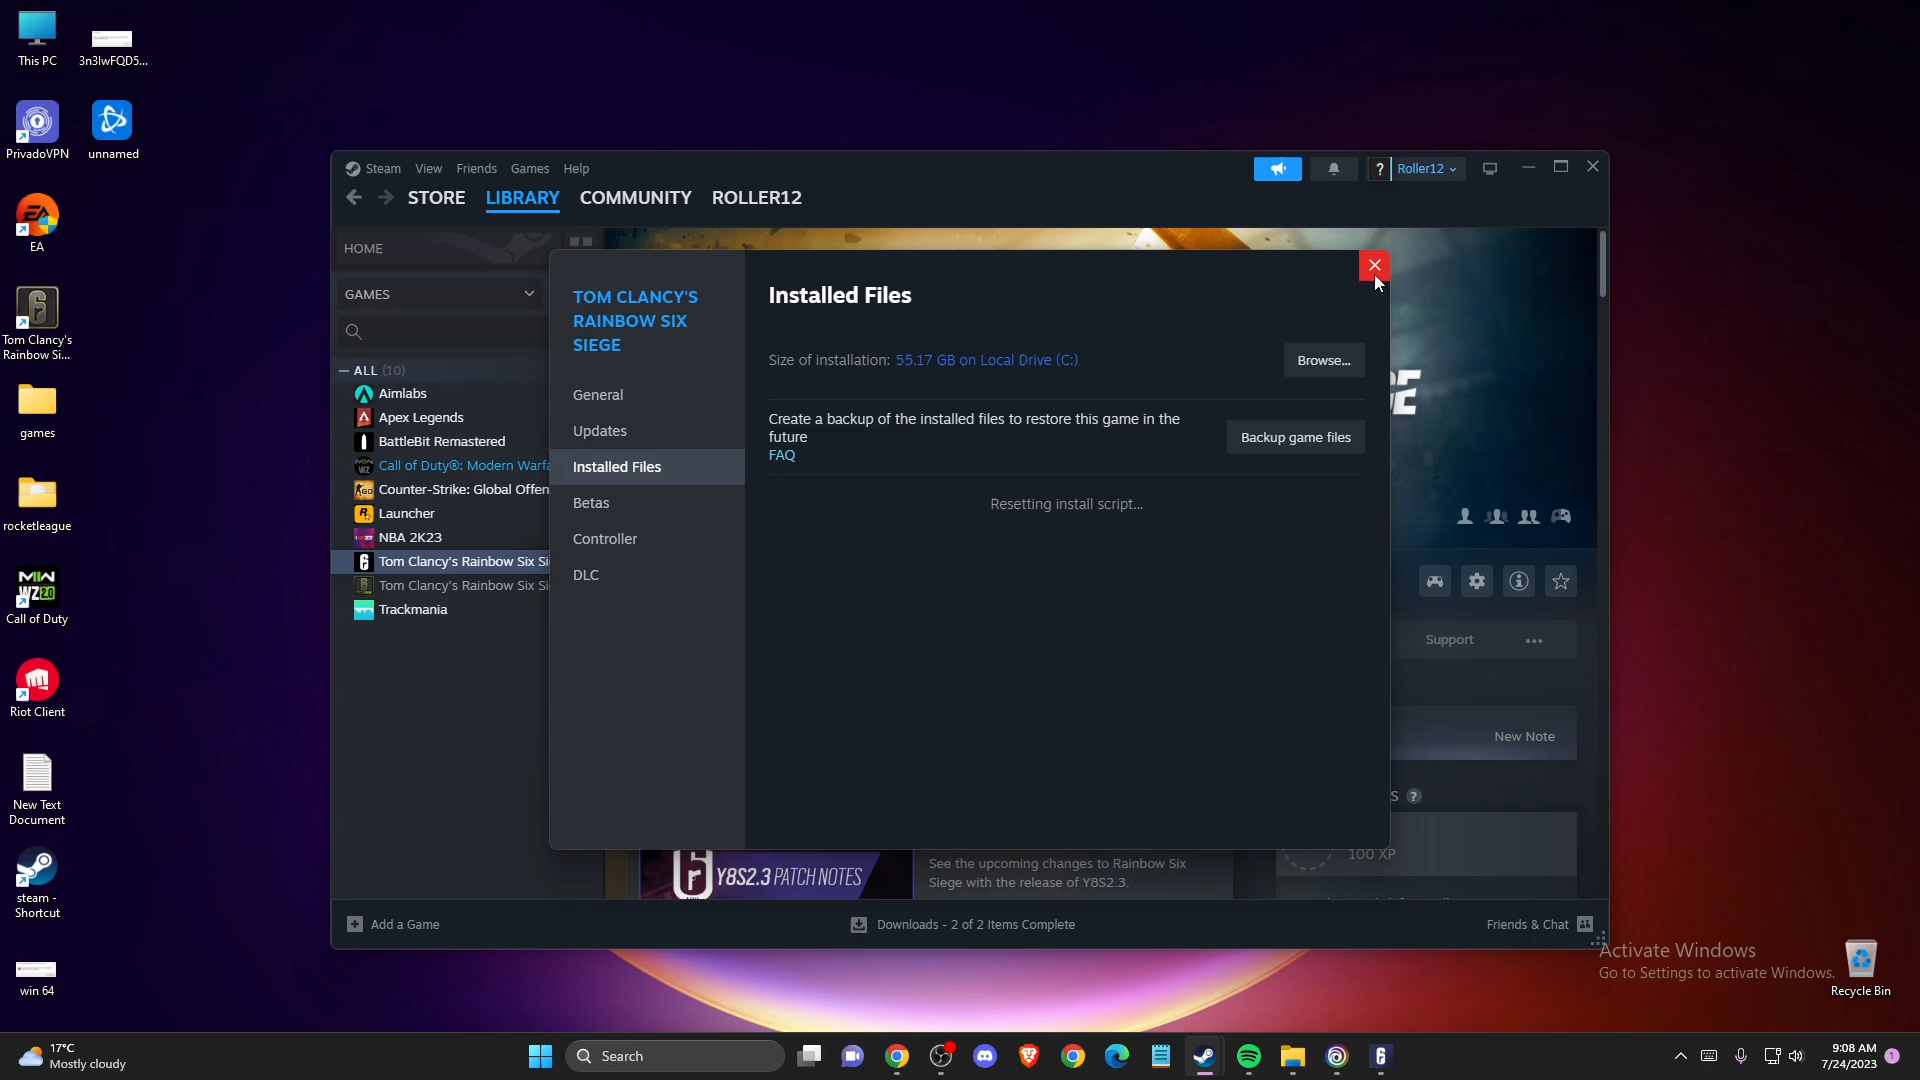 This PC
3n3lwFQD5...
PrivadoVPN
unnamed
EA
Tom Clancy's
Rainbow Si...
games
rocketleague
MW
WZ 2.0
Call of Duty
Riot Client
New Text
Document
steam -
Shortcut
win 64
Steam View Friends Games Help
? Roller12
STORE LIBRARY COMMUNITY ROLLER12
HOME
GAMES
ALL (10)
Aimlabs
Apex Legends
BattleBit Remastered
Call of Duty®: Modern Warfa
Counter-Strike: Global Offen
Launcher
NBA 2K23
Tom Clancy's Rainbow Six Si
Tom Clancy's Rainbow Six Si
Trackmania
TOM CLANCY'S
RAINBOW SIX
SIEGE
General
Updates
Installed Files
Betas
Controller
DLC
Installed Files
Size of installation: 55.17 GB on Local Drive (C:)
Browse...
Create a backup of the installed files to restore this game in the
future
FAQ
Backup game files
Resetting install script...
GE
Support
New Note
S ?
100 XP
Y8S2.3 PATCH NOTES
See the upcoming changes to Rainbow Six
Siege with the release of Y8S2.3.
Add a Game
Downloads - 2 of 2 Items Complete
Friends & Chat
Activate Windows
Go to Settings to activate Windows.
Recycle Bin
17°C
Mostly cloudy
Search
9:08 AM
7/24/2023
1